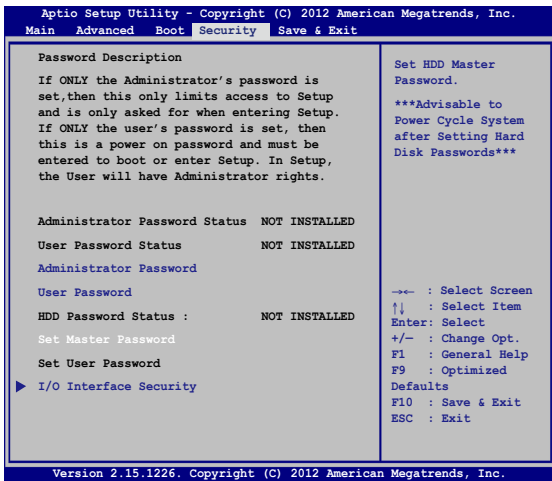 Aptio Setup Utility - Copyright (C) 2012 American Megatrends, Inc.
Main Advanced Boot Security Save & Exit
Password Description
If ONLY the Administrator's password is
set,then this only limits access to Setup
and is only asked for when entering Setup.
If ONLY the user's password is set, then
this is a power on password and must be
entered to boot or enter Setup. In Setup,
the User will have Administrator rights.
Administrator Password Status NOT INSTALLED
User Password Status NOT INSTALLED
Administrator Password
User Password
HDD Password Status : NOT INSTALLED
Set Master Password
Set User Password
I/O Interface Security
Set HDD Master
Password.
***Advisable to
Power Cycle System
after Setting Hard
Disk Passwords***
→← : Select Screen
↑↓ : Select Item
Enter: Select
+/— : Change Opt.
F1 : General Help
F9 : Optimized
Defaults
F10 : Save & Exit
ESC : Exit
Version 2.15.1226. Copyright (C) 2012 American Megatrends, Inc.